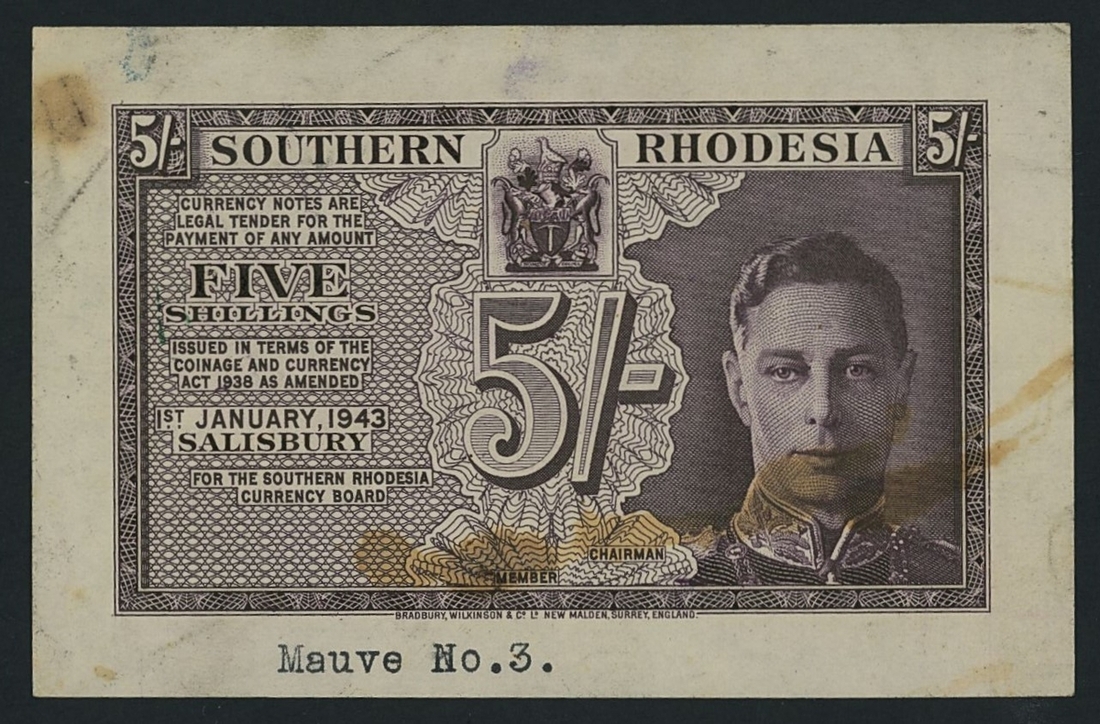 5/- SOUTHERN RHODESIA 5/-
CURRENCY NOTES ARE
LEGAL TENDER FOR THE
PAYMENT OF ANY AMOUNT
FIVE
SHILLINGS
5/-
ISSUED IN TERMS OF THE
COINAGE AND CURRENCY
ACT 1938 AS AMENDED
1ST JANUARY, 1943
SALISBURY
FOR THE SOUTHERN RHODESIA
CURRENCY BOARD
CHAIRMAN
MEMBER
BRADBURY, WILKINSON & Co. Ld. NEW MALDEN, SURREY, ENGLAND.
Mauve No.3.